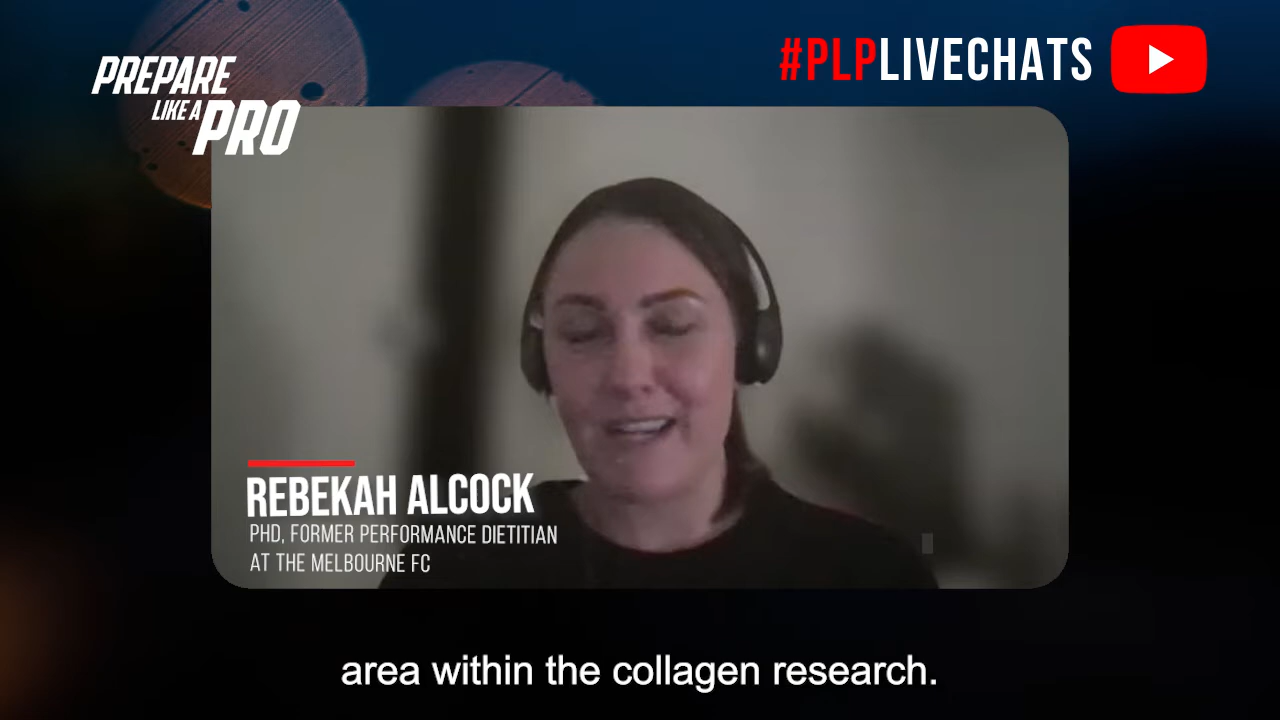 PREPARE
LIKE A
PRO
#PLPLIVECHATS
REBEKAH ALCOCK
PHD, FORMER PERFORMANCE DIETITIAN
AT THE MELBOURNE FC
area within the collagen research.